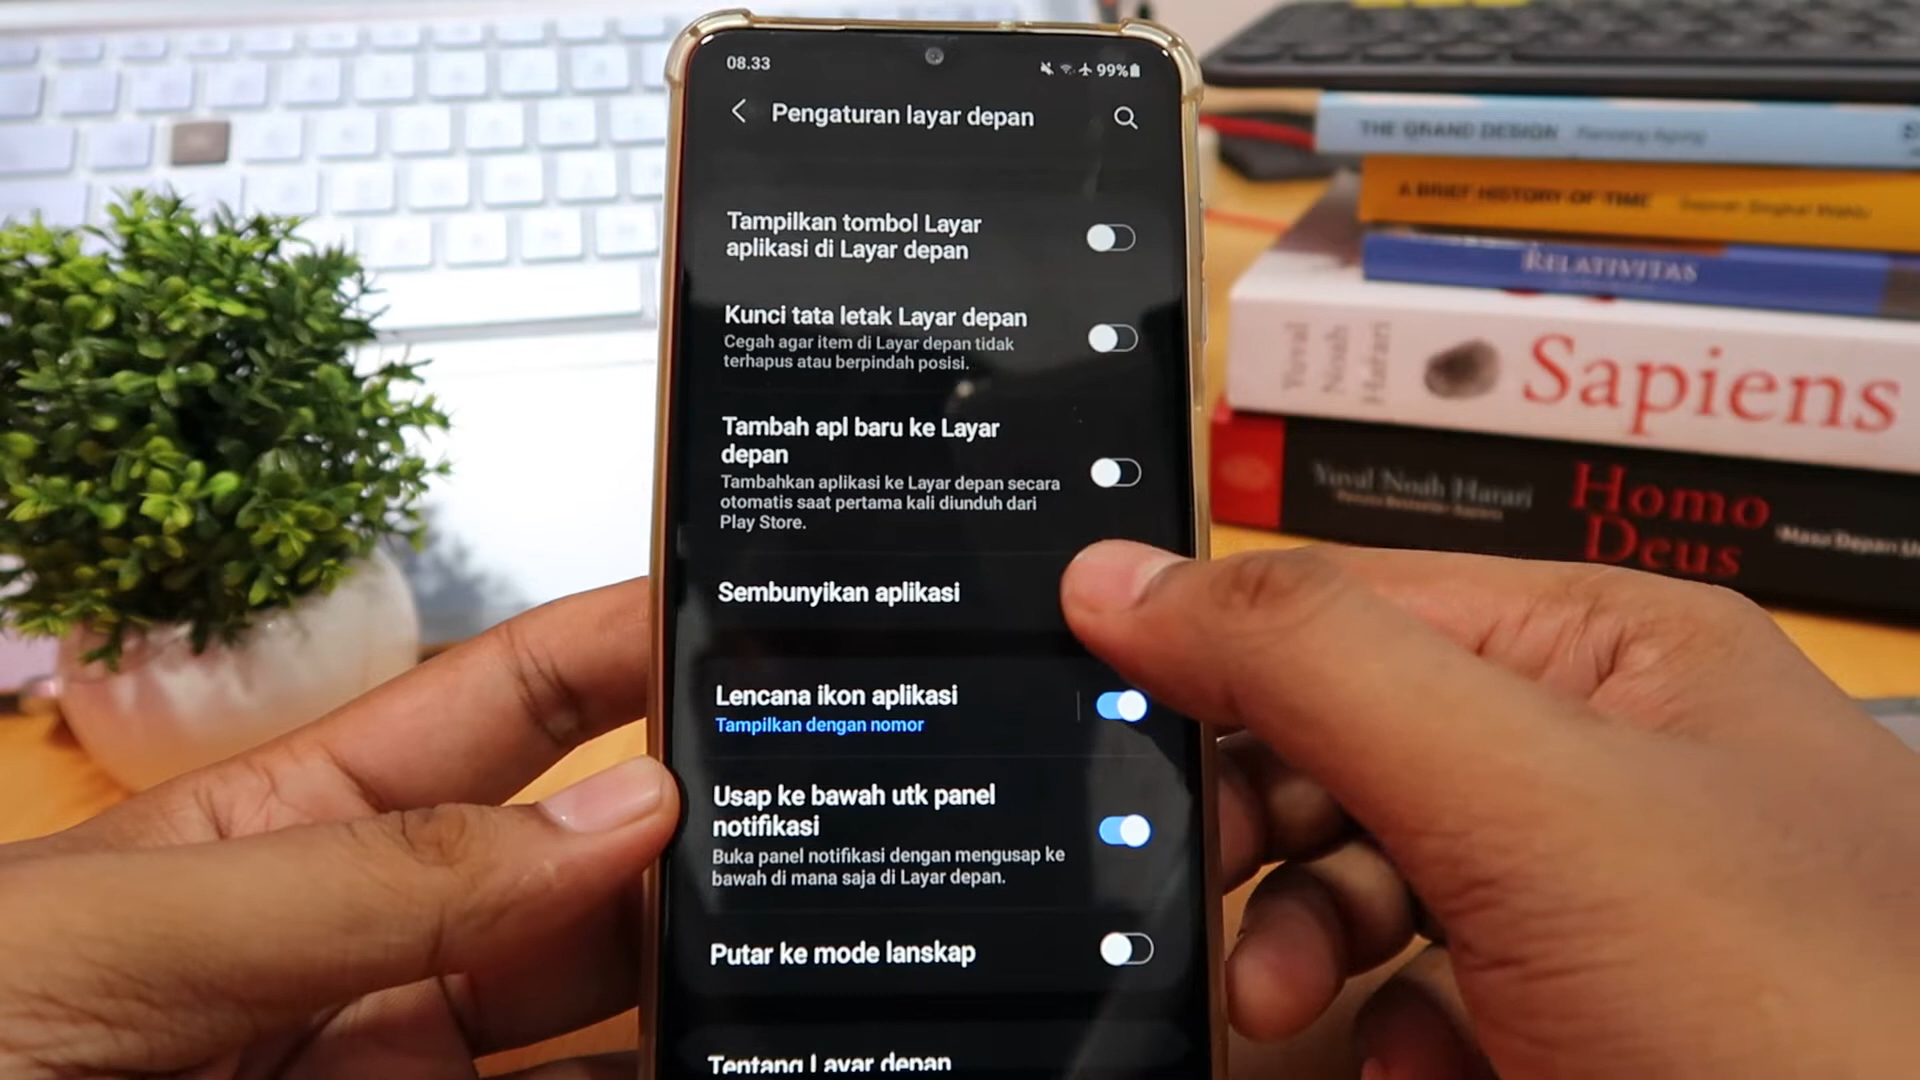 08.33
99%
Pengaturan layar depan
Tampilkan tombol Layar
aplikasi di Layar depan
Kunci tata letak Layar depan
Cegah agar item di Layar depan tidak
terhapus atau berpindah posisi.
Tambah apl baru ke Layar
depan
Tambahkan aplikasi ke Layar depan secara
otomatis saat pertama kali diunduh dari
Play Store.
Sembunyikan aplikasi
Lencana ikon aplikasi
Tampilkan dengan nomor
Usap ke bawah utk panel
notifikasi
Buka panel notifikasi dengan mengusap ke
bawah di mana saja di Layar depan.
Putar ke mode lanskap
Tentang Layar depan
THE GRAND DESIGN
A BRIEF HISTORY OF TIME
RELATIVITAS
Yuval
Noah
Harari
Sapiens
Yuval Noah Harari
Homo
Deus
Masa Depan